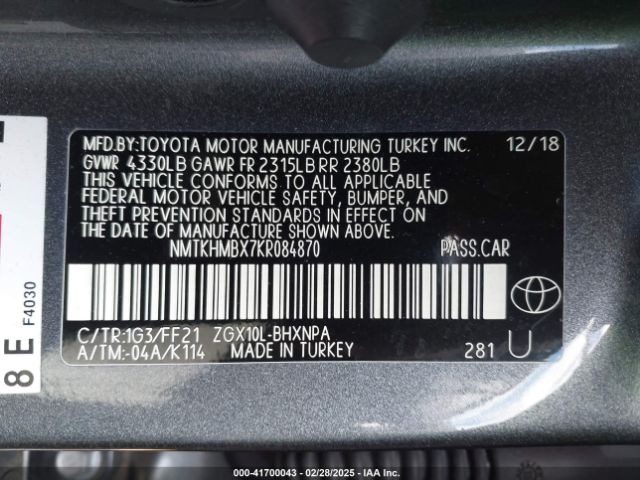 MFD.BY:TOYOTA MOTOR MANUFACTURING TURKEY INC. 12/18
GVWR 4330LB GAWR FR 2315LB RR 2380LB
THIS VEHICLE CONFORMS TO ALL APPLICABLE
FEDERAL MOTOR VEHICLE SAFETY, BUMPER, AND
THEFT PREVENTION STANDARDS IN EFFECT ON
THE DATE OF MANUFACTURE SHOWN ABOVE.
NMTKHMBX7KR084870 PASS.CAR
C/TR:1G3/FF21 ZGX10L-BHXNPA
A/TM:-04A/K114 MADE IN TURKEY 281 U
8 E F4030
000-41700043 - 02/28/2025 - IAA Inc.